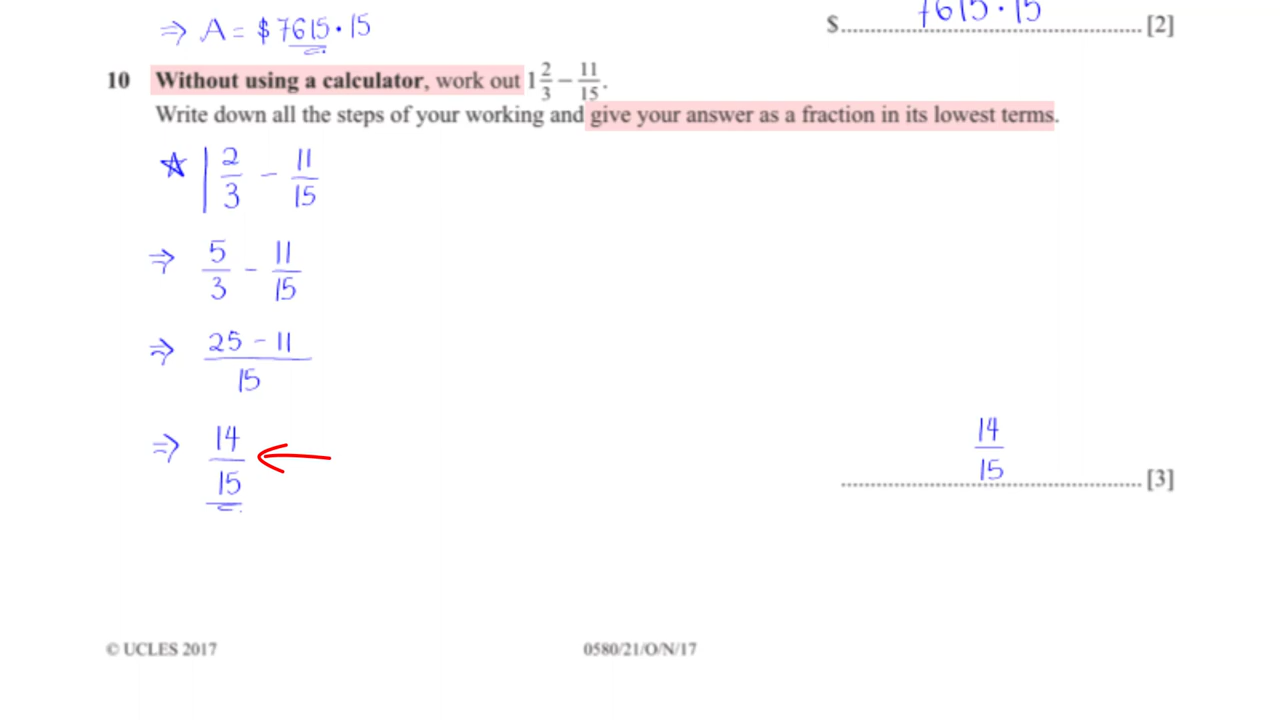 ⇒ A = $ 7615·15
$ 7615·15 [2]
10 Without using a calculator, work out 1 2/3 − 11/15.
Write down all the steps of your working and give your answer as a fraction in its lowest terms.
☆ 1 2/3 − 11/15
⇒ 5/3 − 11/15
⇒ 25 − 11 / 15
⇒ 14/15
14/15 [3]
© UCLES 2017
0580/21/O/N/17